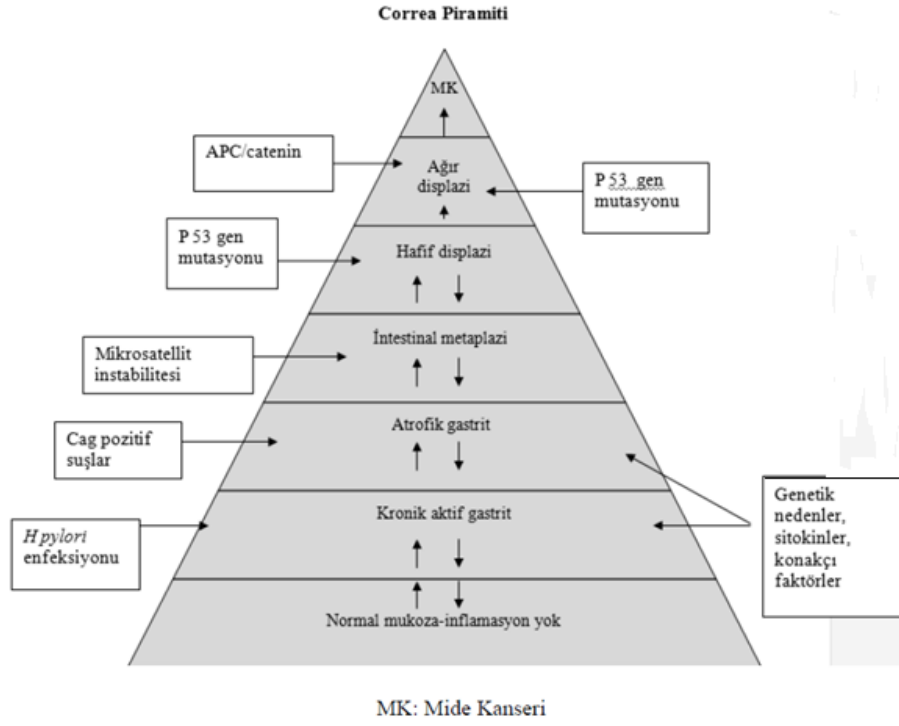 Correa Piramiti
MK
APC/catenin
Ağır
displazi
P 53 gen
mutasyonu
P 53 gen
mutasyonu
Hafif displazi
İntestinal metaplazi
Mikrosatellit
instabilitesi
Atrofik gastrit
Cag pozitif
suşlar
Kronik aktif gastrit
H pylori
enfeksiyonu
Genetik
nedenler,
sitokinler,
konakçı
faktörler
Normal mukoza-inflamasyon yok
MK: Mide Kanseri